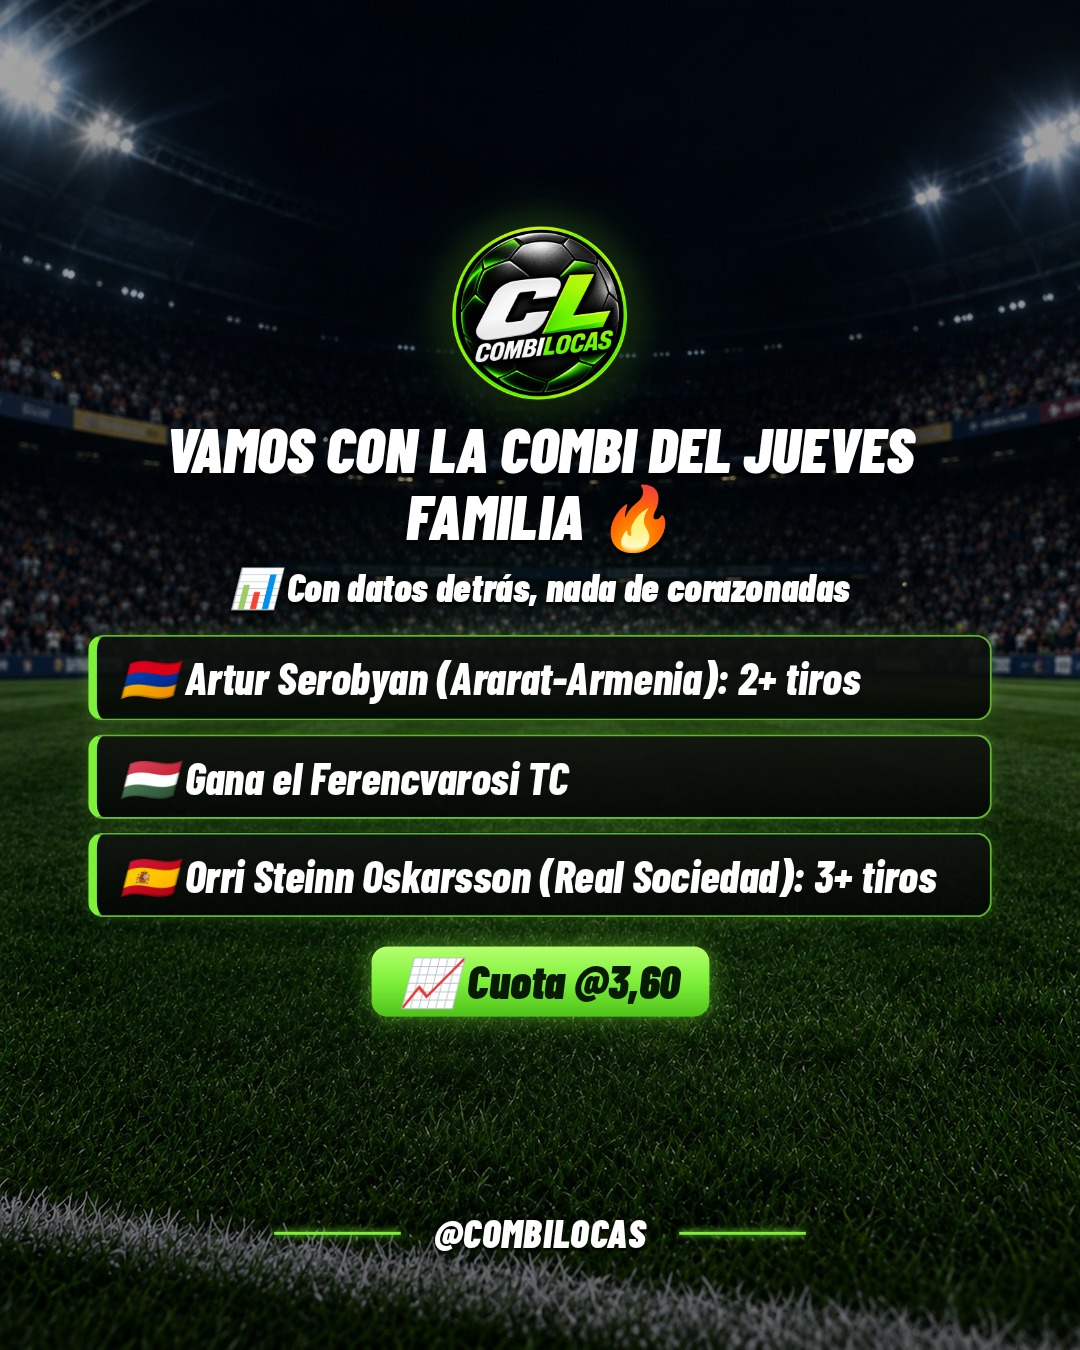 CL
COMBILOCAS
VAMOS CON LA COMBI DEL JUEVES
FAMILIA 🔥
📊 Con datos detrás, nada de corazonadas
🇦🇲 Artur Serobyan (Ararat-Armenia): 2+ tiros
🇭🇺 Gana el Ferencvarosi TC
🇪🇸 Orri Steinn Oskarsson (Real Sociedad): 3+ tiros
📈 Cuota @3,60
@COMBILOCAS